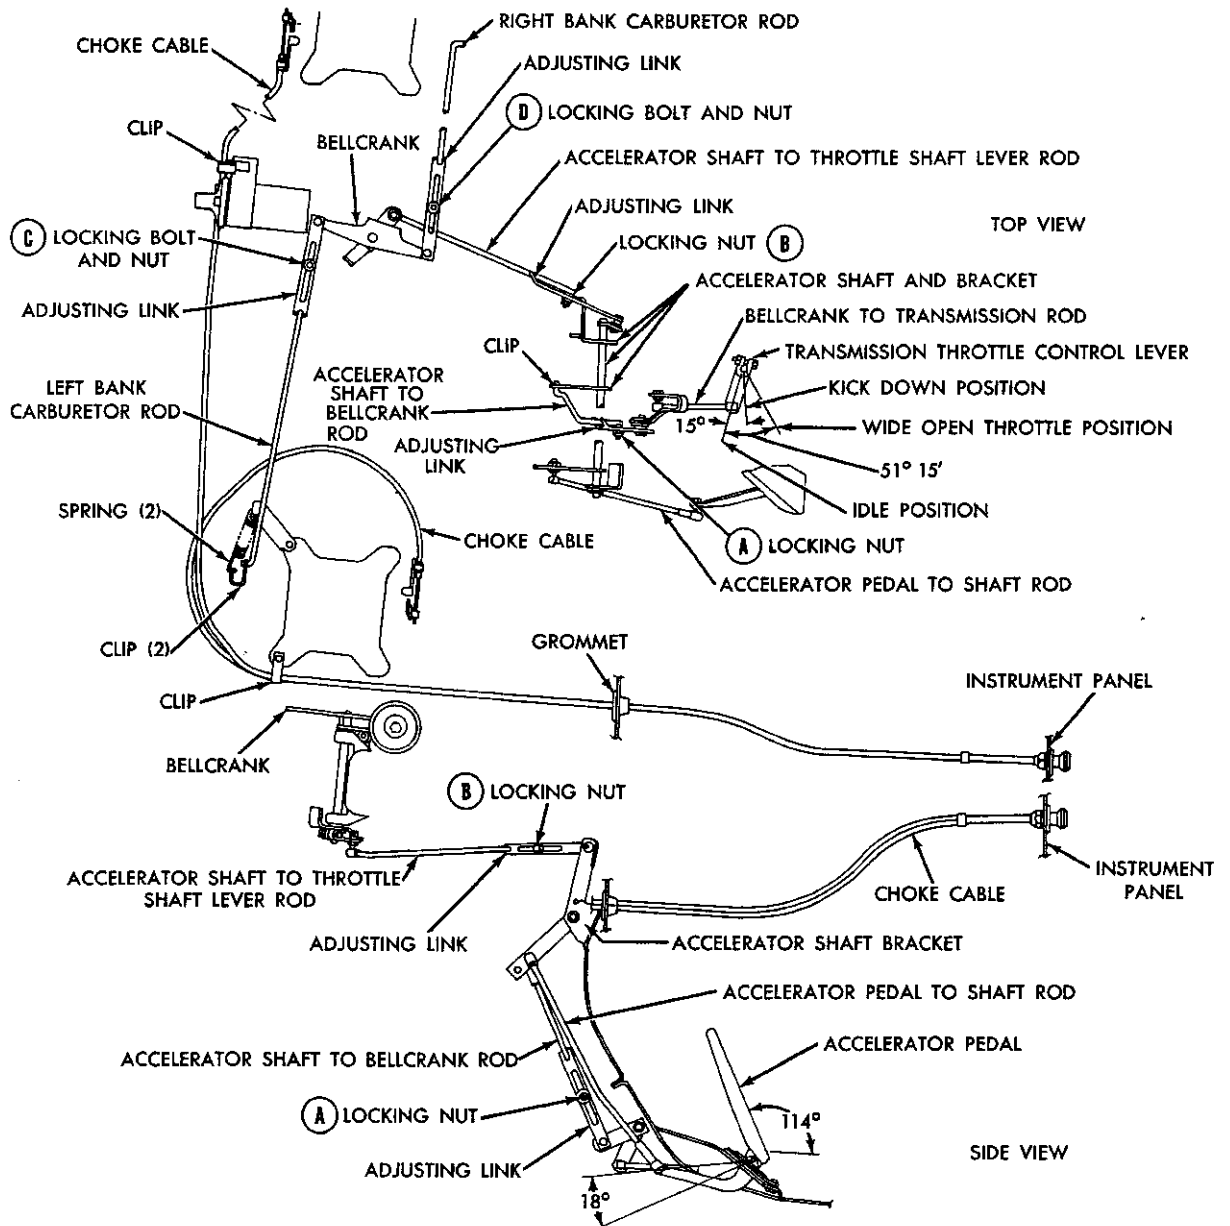 CHOKE CABLE
RIGHT BANK CARBURETOR ROD
ADJUSTING LINK
D LOCKING BOLT AND NUT
CLIP
BELLCRANK
ACCELERATOR SHAFT TO THROTTLE SHAFT LEVER ROD
ADJUSTING LINK
TOP VIEW
C LOCKING BOLT
AND NUT
LOCKING NUT B
ADJUSTING LINK
ACCELERATOR SHAFT AND BRACKET
BELLCRANK TO TRANSMISSION ROD
CLIP
TRANSMISSION THROTTLE CONTROL LEVER
ACCELERATOR
SHAFT TO
BELLCRANK
ROD
KICK DOWN POSITION
LEFT BANK
CARBURETOR ROD
15°
WIDE OPEN THROTTLE POSITION
ADJUSTING
LINK
51° 15'
IDLE POSITION
SPRING (2)
CHOKE CABLE
A LOCKING NUT
ACCELERATOR PEDAL TO SHAFT ROD
CLIP (2)
GROMMET
CLIP
INSTRUMENT PANEL
BELLCRANK
B LOCKING NUT
ACCELERATOR SHAFT TO THROTTLE
SHAFT LEVER ROD
CHOKE CABLE
INSTRUMENT
PANEL
ADJUSTING LINK
ACCELERATOR SHAFT BRACKET
ACCELERATOR PEDAL TO SHAFT ROD
ACCELERATOR SHAFT TO BELLCRANK ROD
ACCELERATOR PEDAL
A LOCKING NUT
114°
ADJUSTING LINK
SIDE VIEW
18°